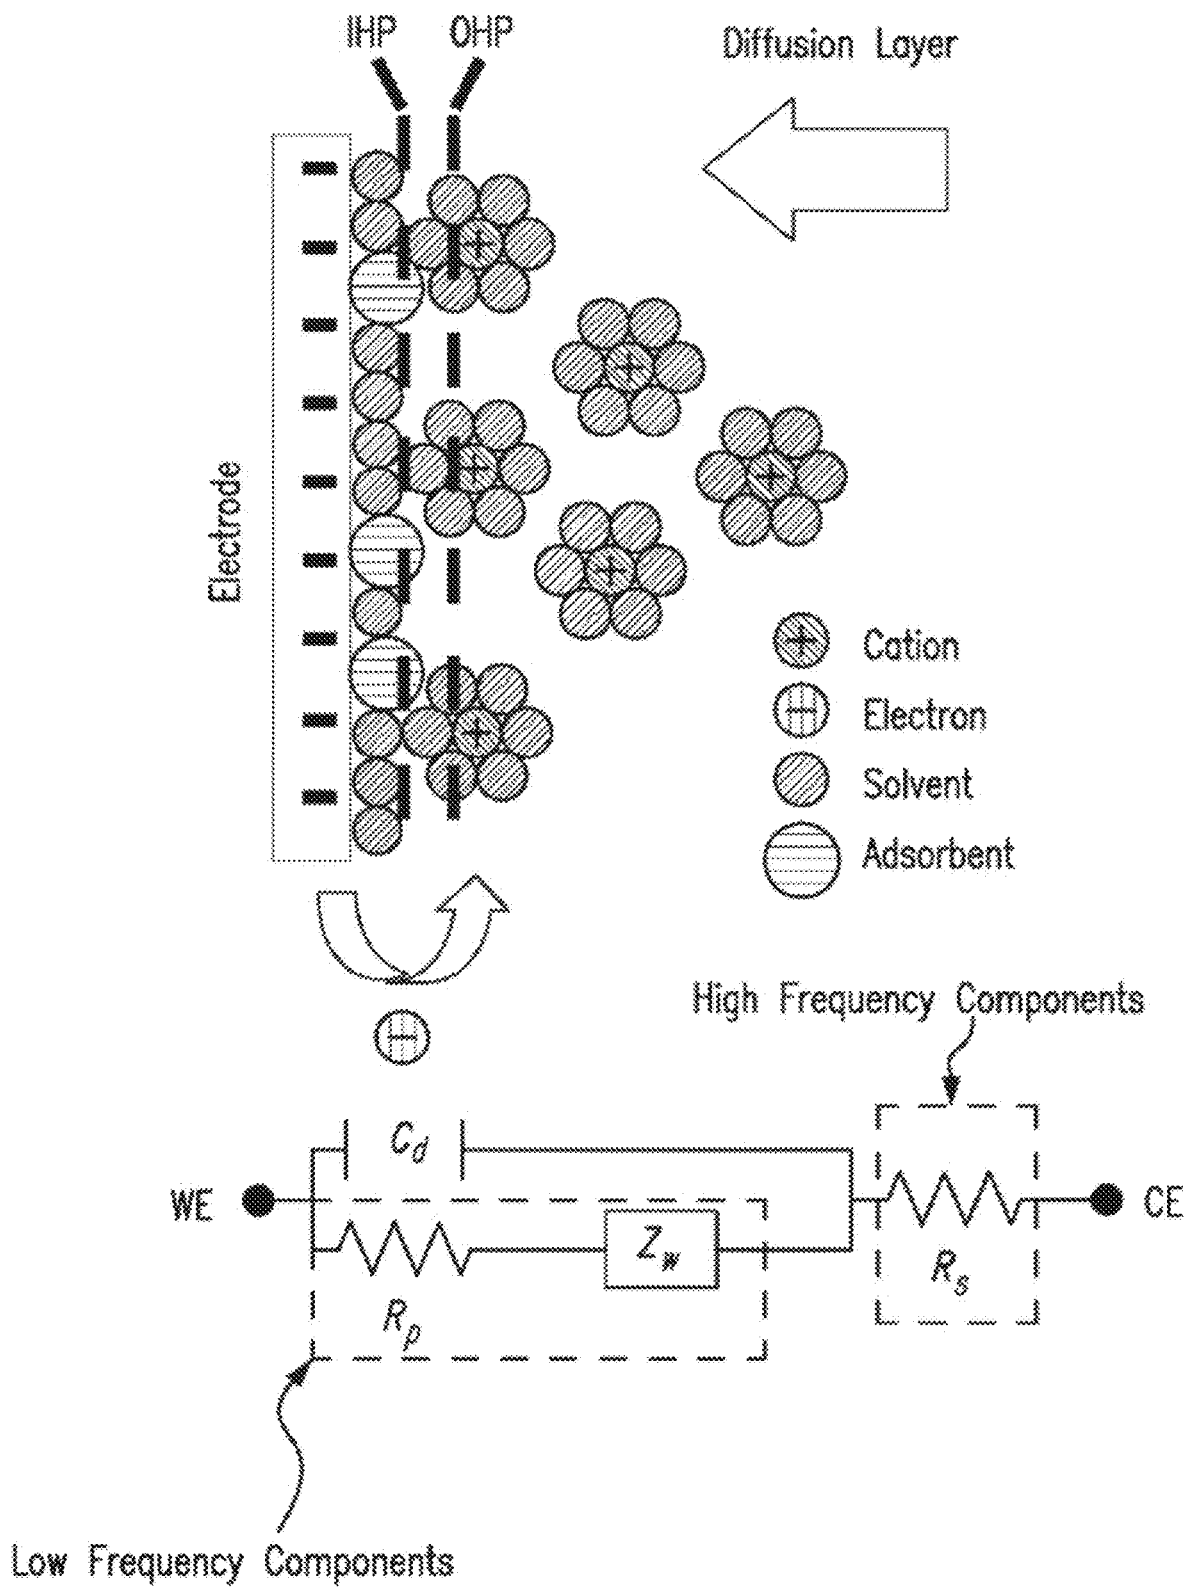 IHP OHP
Diffusion Layer
Electrode
Cation
Electron
Solvent
Adsorbent
High Frequency Components
C_d
WE
CE
Z_w
R_s
R_p
Low Frequency Components